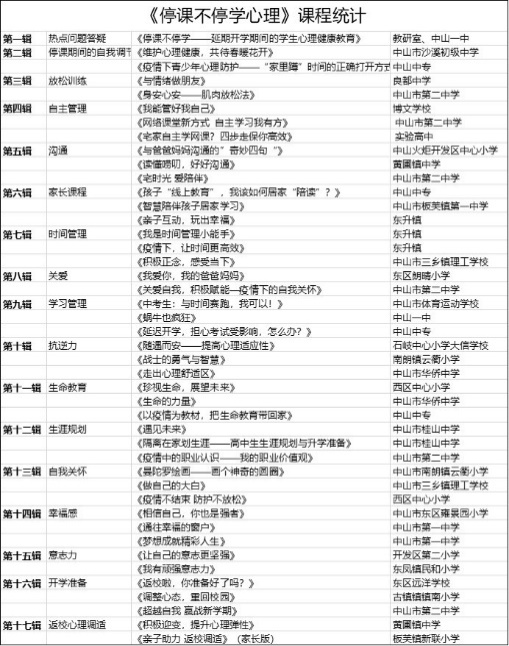 《停课不停学心理》课程统计
第一辑 热点问题答疑 《停课不停学——延期开学期间的学生心理健康教育》 教研室、中山一中
第二辑 停课期间的自我调节 《维护心理健康，共待春暖花开》 中山市沙溪初级中学
《疫情下青少年心理防护——“家里蹲”时间的正确打开方式 中山中专
第三辑 放松训练 《与情绪做朋友》 良都中学
《身安心安——肌肉放松法》 中山市第二中学
第四辑 自主管理 《我能管好我自己》 博文学校
《网络课堂新方式 自主学习我有方》 中山市第二中学
《宅家自主学网课？四步走保你高效》 实验高中
第五辑 沟通 《与爸爸妈妈沟通的”奇妙四句“》 中山火炬开发区中心小学
《读懂唠叨，好好沟通》 黄圃镇中学
《宅时光 爱陪伴》 中山市第二中学
第六辑 家长课程 《孩子“线上教育”，我该如何居家“陪读”？》 中山中专
《智慧陪伴孩子居家学习》 中山市板芙镇第一中学
《亲子互动，玩出幸福》 东升镇
第七辑 时间管理 《我是时间管理小能手》 东升镇
《疫情下，让时间更高效》 东升镇
《积极正念，感受当下》 中山市三乡镇理工学校
第八辑 关爱 《我爱你，我的爸爸妈妈》 东区朗晴小学
《关爱自我，积极赋能—疫情下的自我关怀》 中山市第二中学
第九辑 学习管理 《中考生：与时间赛跑，我可以！》 中山市体育运动学校
《蜗牛也疯狂》 中山一中
《延迟开学，担心考试受影响，怎么办？》 中山中专
第十辑 抗逆力 《随遇而安——提高心理适应性》 石岐中心小学大信学校
《战士的勇气与智慧》 南朗镇云衢小学
《走出心理舒适区》 中山市华侨中学
第十一辑 生命教育 《珍视生命，展望未来》 西区中心小学
《生命的力量》 中山市华侨中学
《以疫情为教材，把生命教育带回家》 中山中专
第十二辑 生涯规划 《遇见未来》 中山市桂山中学
《隔离在家划生涯——高中生生涯规划与升学准备》 中山市桂山中学
《疫情中的职业认识——我的职业价值观》 中山市第二中学
第十三辑 自我关怀 《曼陀罗绘画——画个神奇的圆圈》 中山市南朗镇云衢小学
《做自己的大白》 中山市三乡镇理工学校
《疫情不结束 防护不放松》 西区中心小学
第十四辑 幸福感 《相信自己，你也是强者》 中山市东区雍景园小学
《通往幸福的窗户》 中山市第一中学
《梦想成就精彩人生》 中山市第一中学
第十五辑 意志力 《让自己的意志更坚强》 开发区第二小学
《我有顽强意志力》 东凤镇民和小学
第十六辑 开学准备 《返校啦，你准备好了吗？》 东区远洋学校
《调整心态，重回校园》 古镇镇镇南小学
《超越自我 赢战新学期》 中山市第二中学
第十七辑 返校心理调适 《积极迎变，提升心理弹性》 黄圃镇中学
《亲子助力 返校调适》（家长版） 板芙镇新联小学